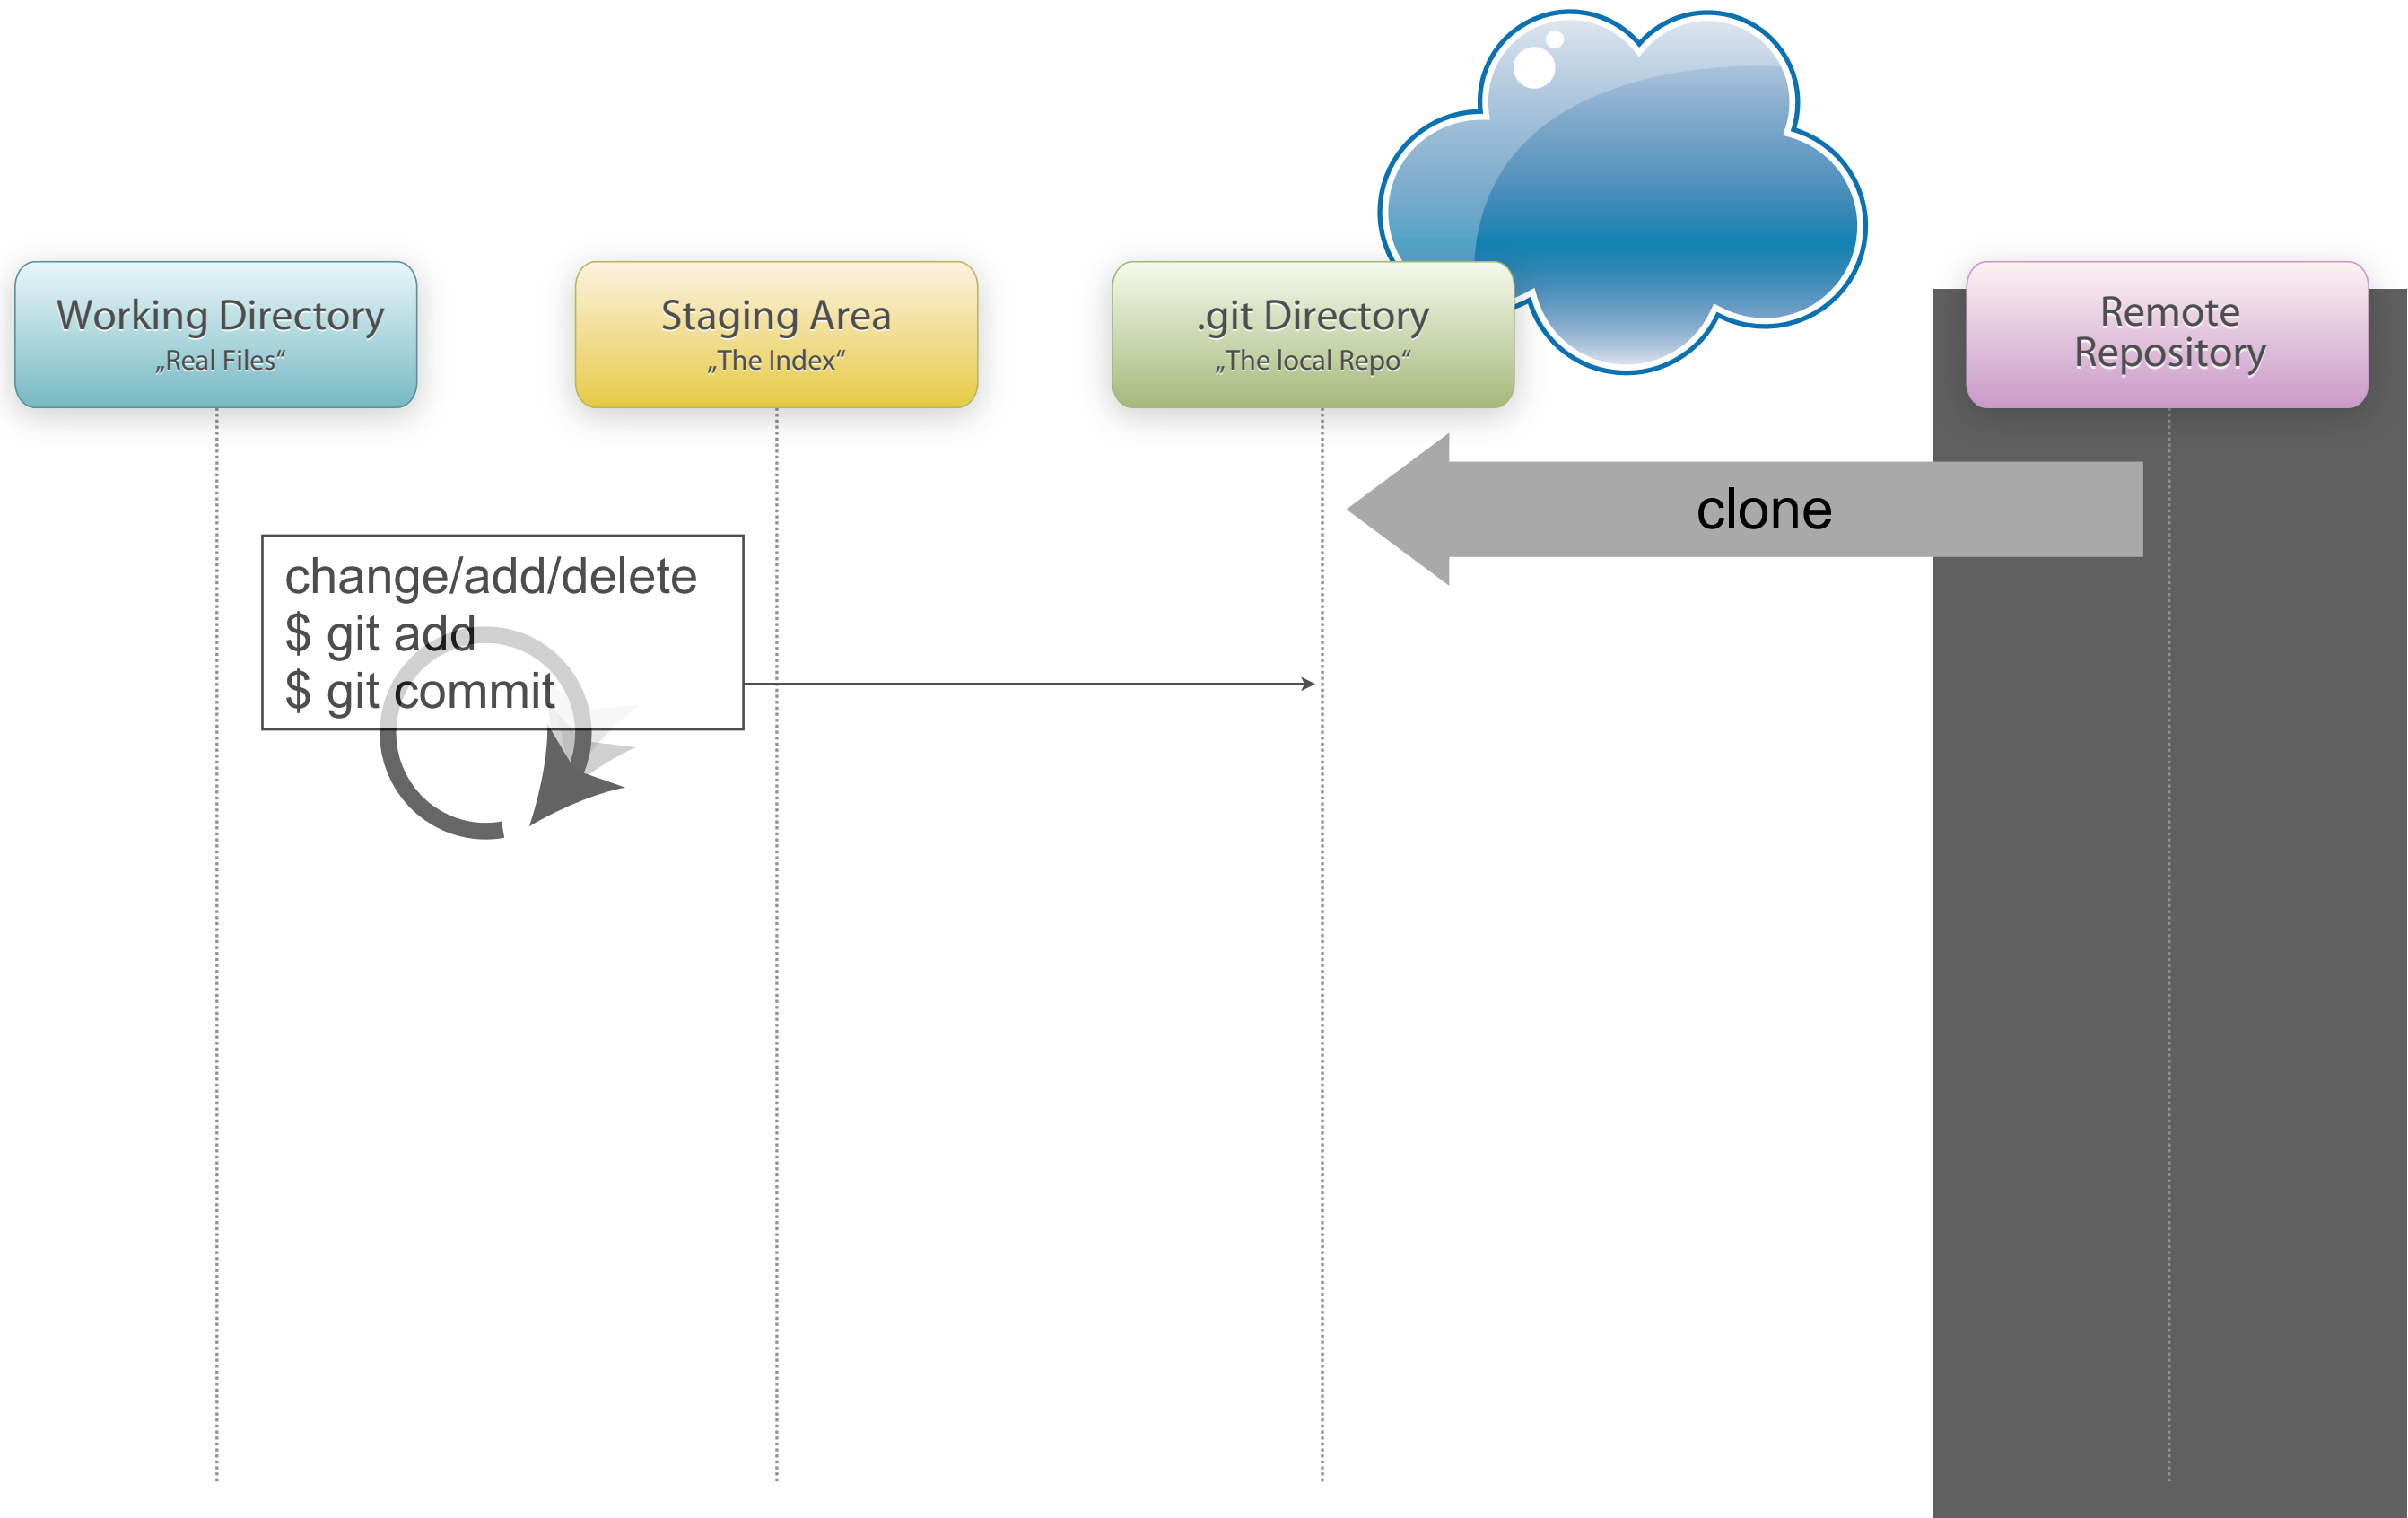 Working Directory
„Real Files“
Staging Area
„The Index“
.git Directory
„The local Repo“
Remote
Repository
clone
change/add/delete
$ git add
$ git commit